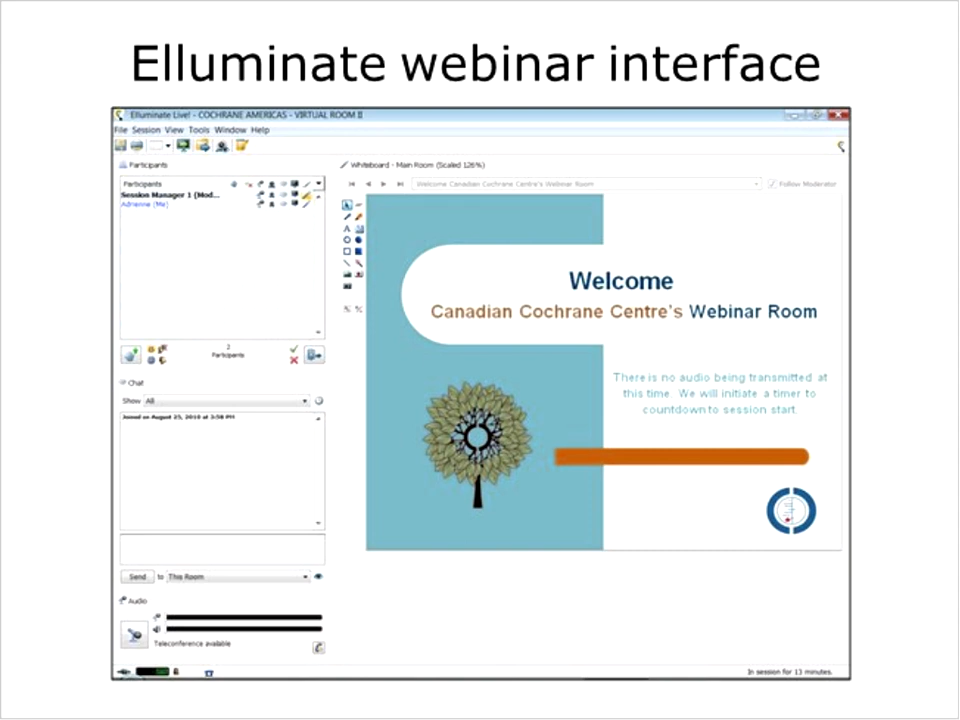 Elluminate webinar interface
Elluminate Live! - COCHRANE AMERICAS - VIRTUAL ROOM II
File Session View Tools Window Help
Participants
Whiteboard - Main Room (Scaled 126%)
Participants
Welcome Canadian Cochrane Centre's Webinar Room
Follow Moderator
Session Manager 1 (Mod...
Adrienne (Me)
A
Welcome
Canadian Cochrane Centre's Webinar Room
2
Participants
There is no audio being transmitted at
this time. We will initiate a timer to
countdown to session start.
Chat
Show All
Joined on August 25, 2010 at 3:58 PM
Send to This Room
Audio
Teleconference available
In session for 13 minutes.